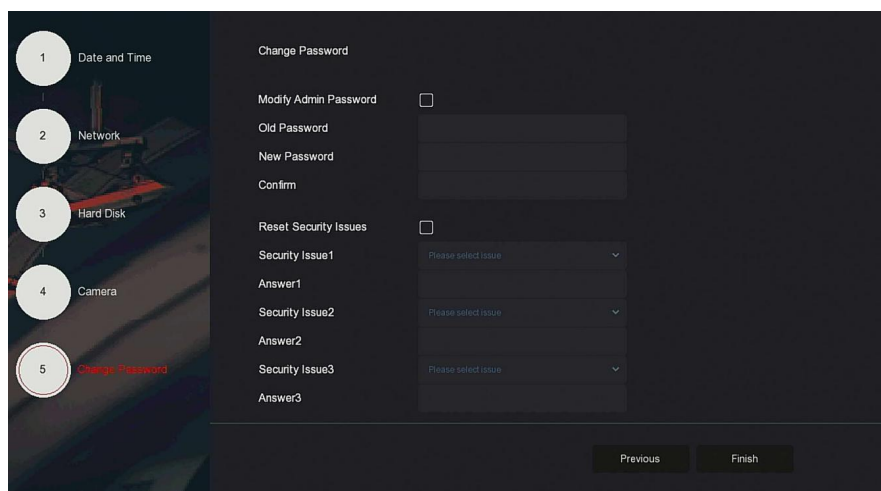 1 Date and Time
2 Network
3 Hard Disk
4 Camera
5 Change Password
Change Password
Modify Admin Password
Old Password
New Password
Confirm
Reset Security Issues
Security Issue1 Please select issue
Answer1
Security Issue2 Please select issue
Answer2
Security Issue3 Please select issue
Answer3
Previous Finish